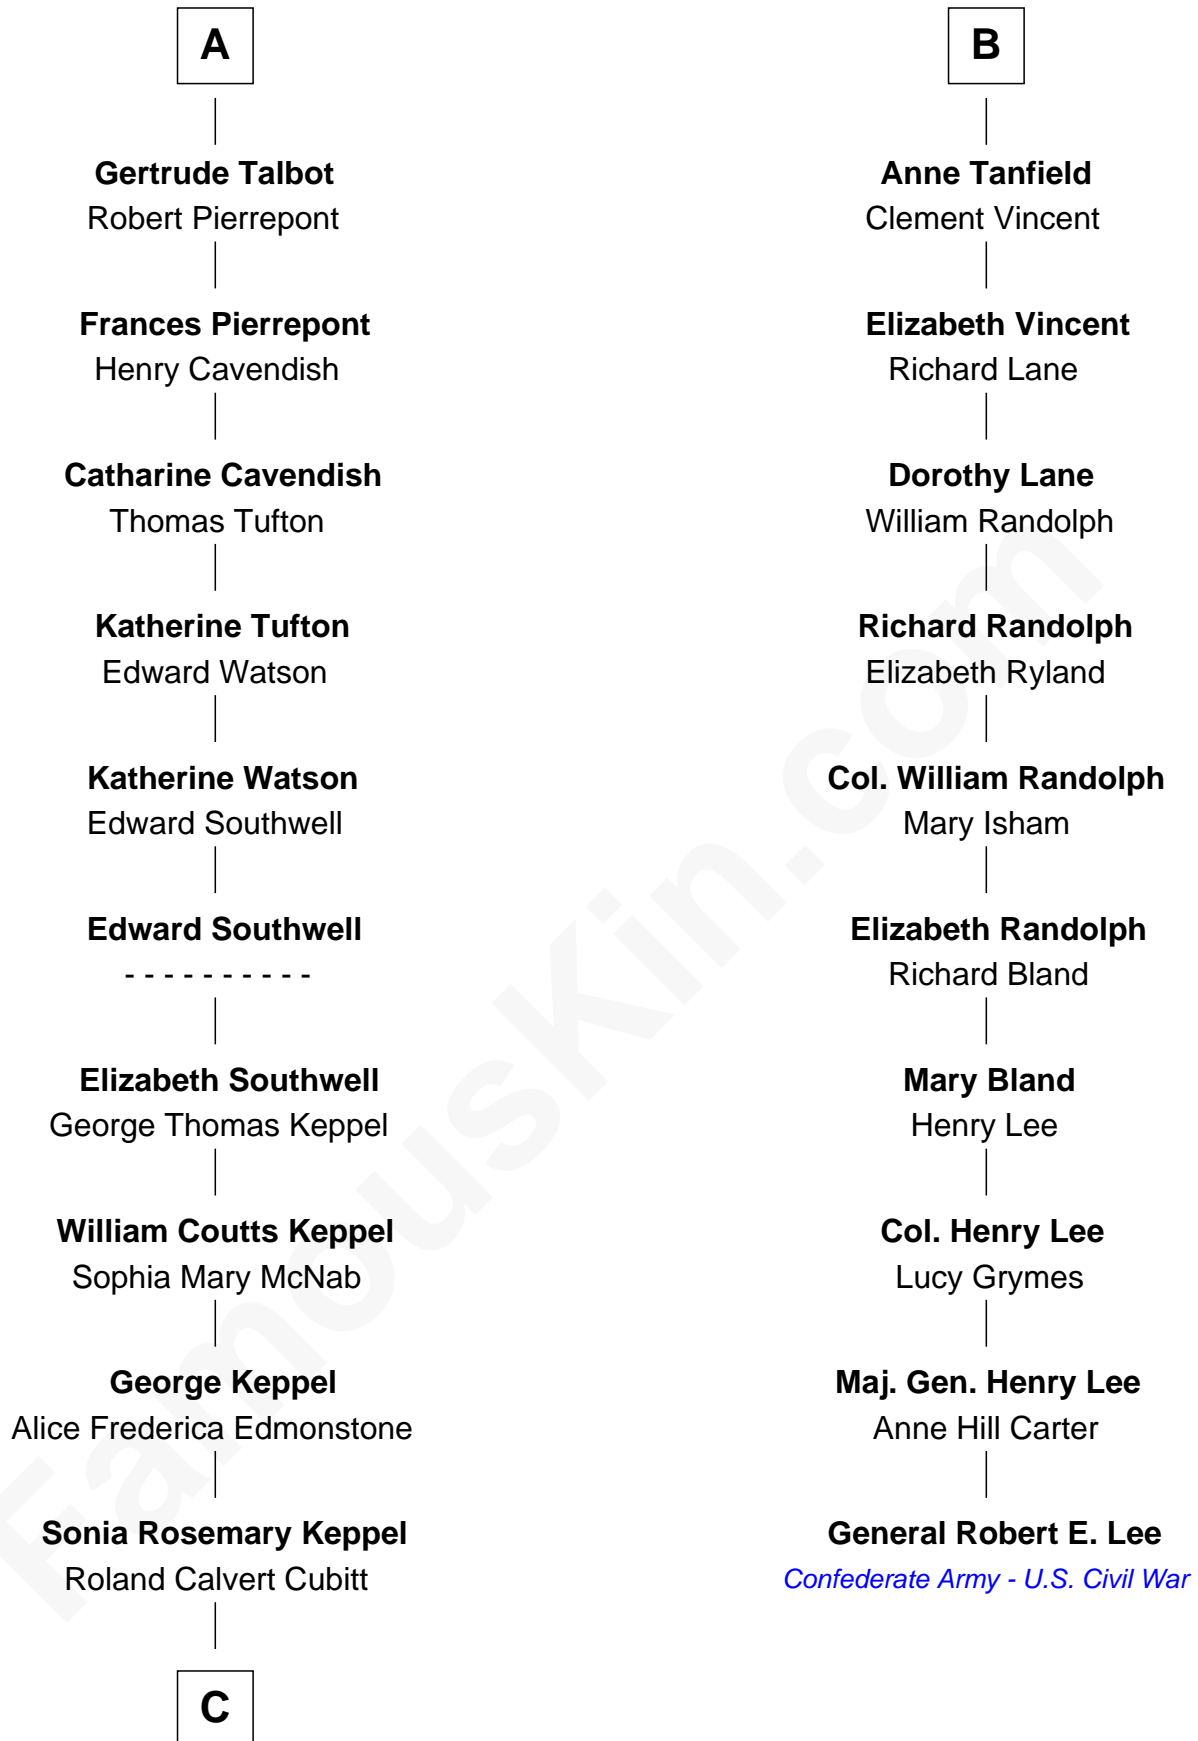 A
Gertrude Talbot
Robert Pierrepont
Frances Pierrepont
Henry Cavendish
Catharine Cavendish
Thomas Tufton
Katherine Tufton
Edward Watson
Katherine Watson
Edward Southwell
Edward Southwell
- - - - - - - - - -
Elizabeth Southwell
George Thomas Keppel
William Coutts Keppel
Sophia Mary McNab
George Keppel
Alice Frederica Edmonstone
Sonia Rosemary Keppel
Roland Calvert Cubitt
C
B
Anne Tanfield
Clement Vincent
Elizabeth Vincent
Richard Lane
Dorothy Lane
William Randolph
Richard Randolph
Elizabeth Ryland
Col. William Randolph
Mary Isham
Elizabeth Randolph
Richard Bland
Mary Bland
Henry Lee
Col. Henry Lee
Lucy Grymes
Maj. Gen. Henry Lee
Anne Hill Carter
General Robert E. Lee
Confederate Army - U.S. Civil War
FamousKin.com